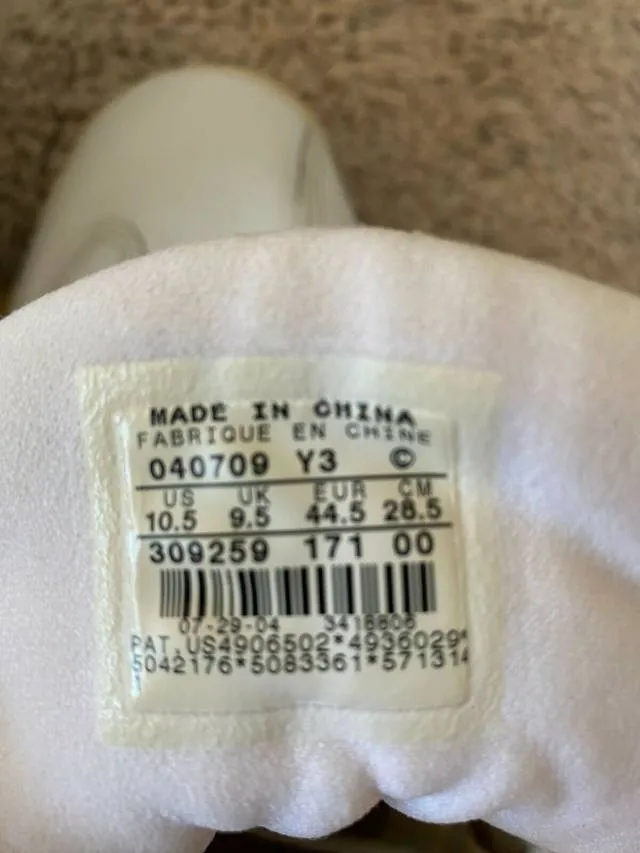 MADE IN CHINA
FABRIQUE EN CHINE
040709 Y3 ©
US UK EUR CM
10.5 9.5 44.5 28.5
309259 171 00
07-29-04 3418606
PAT.US4906502*4936029*
5042176*5083361*571314